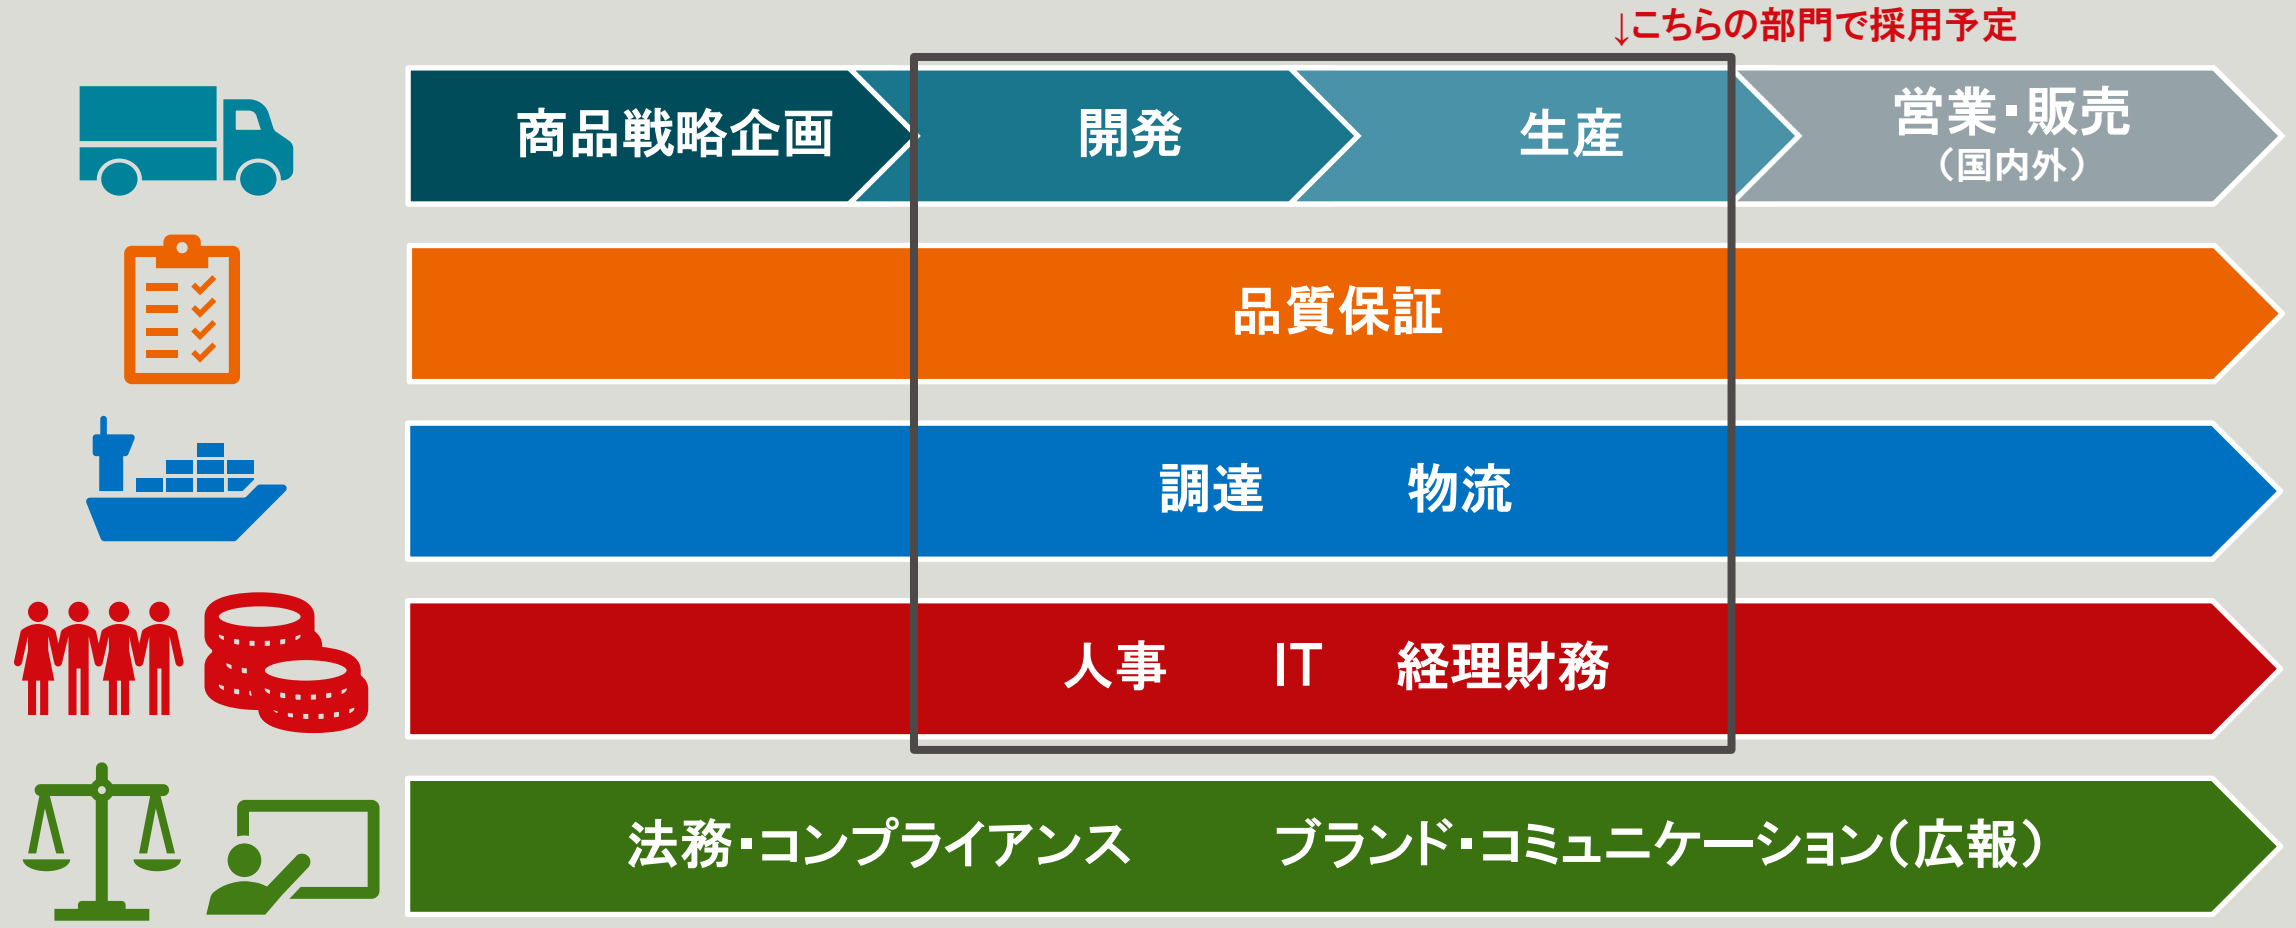 ↓こちらの部門で採用予定
商品戦略企画 開発 生産 営業・販売
（国内外）
品質保証
調達 物流
人事 IT 経理財務
法務・コンプライアンス ブランド・コミュニケーション（広報）